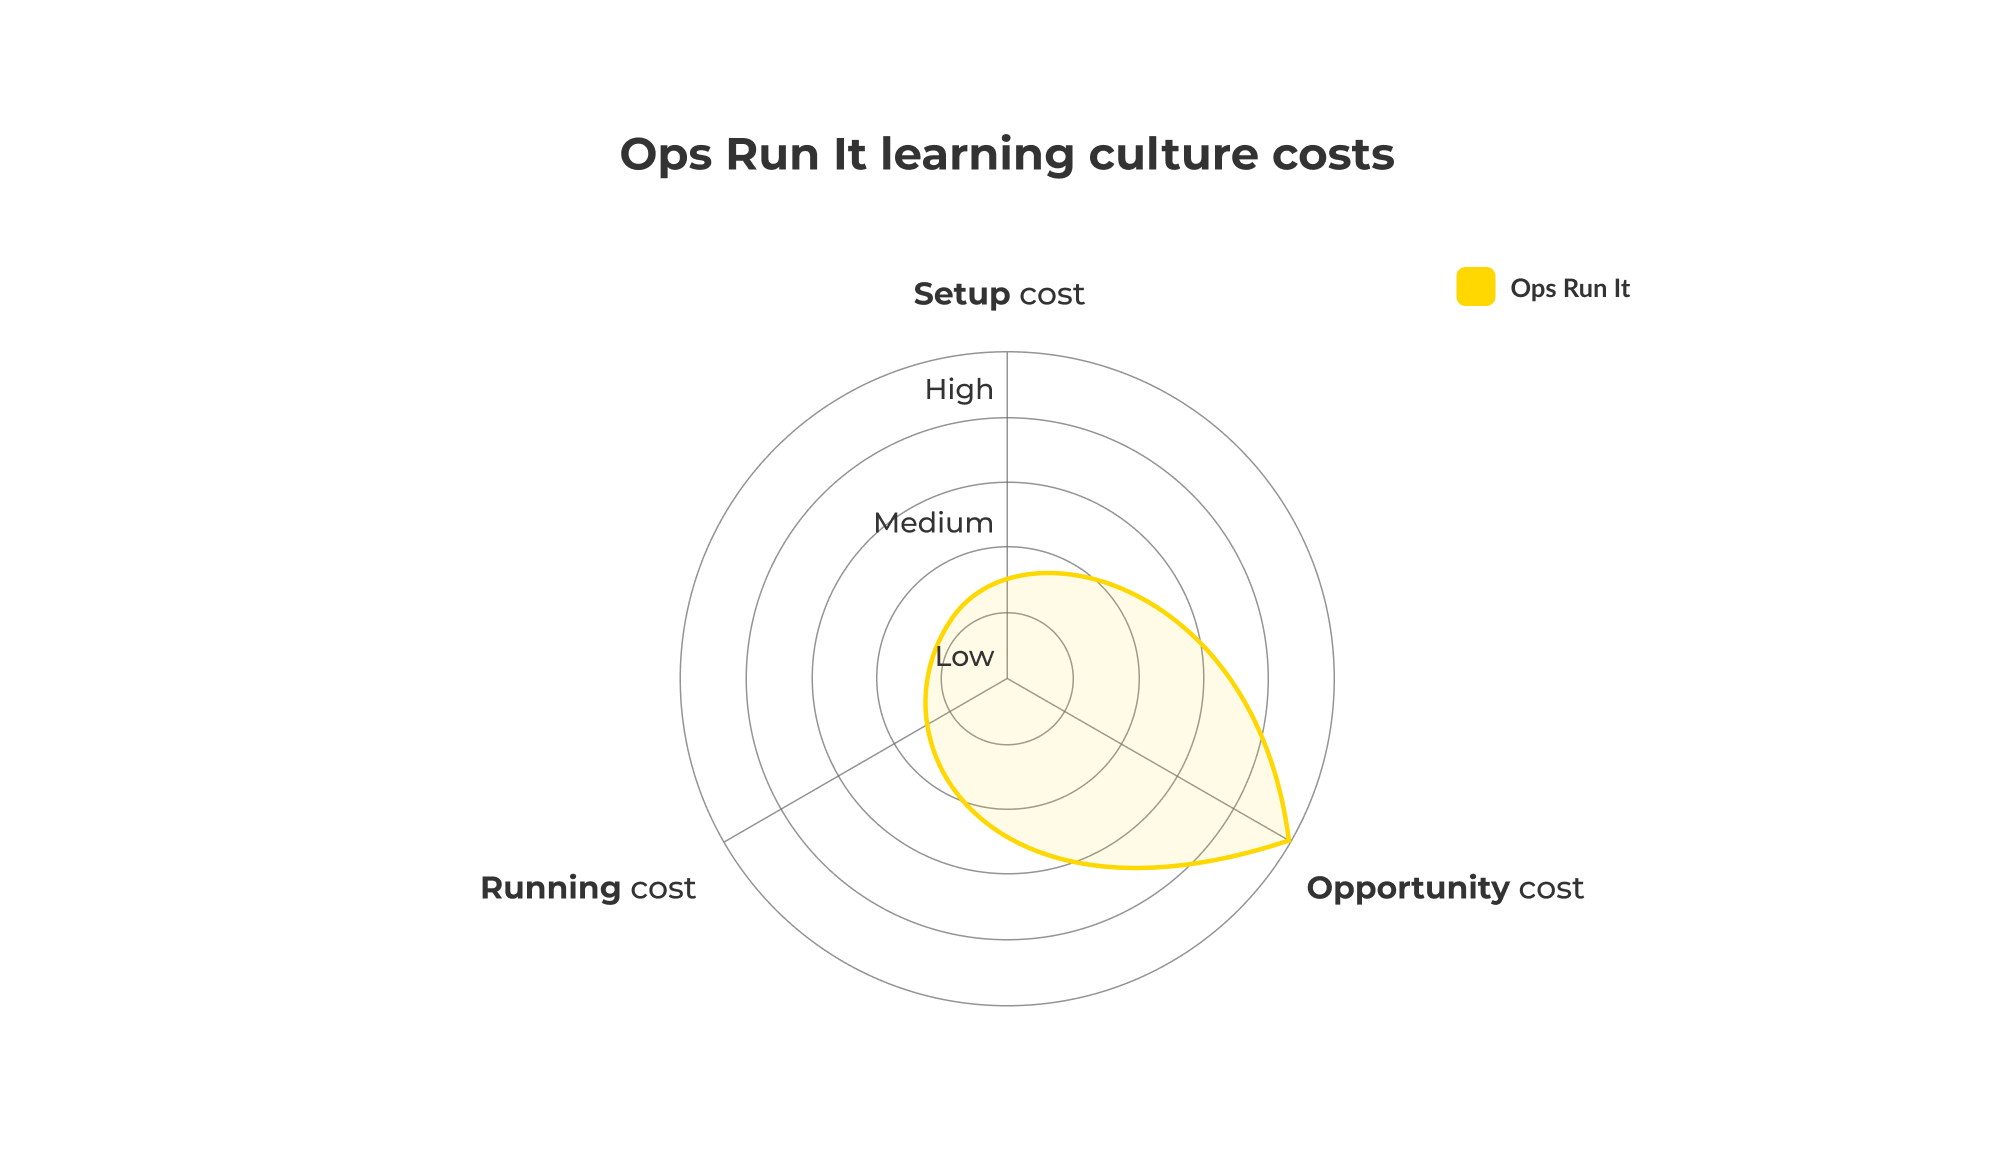 Ops Run It learning culture costs
Setup cost
Ops Run It
High
Medium
Low
Running cost
Opportunity cost